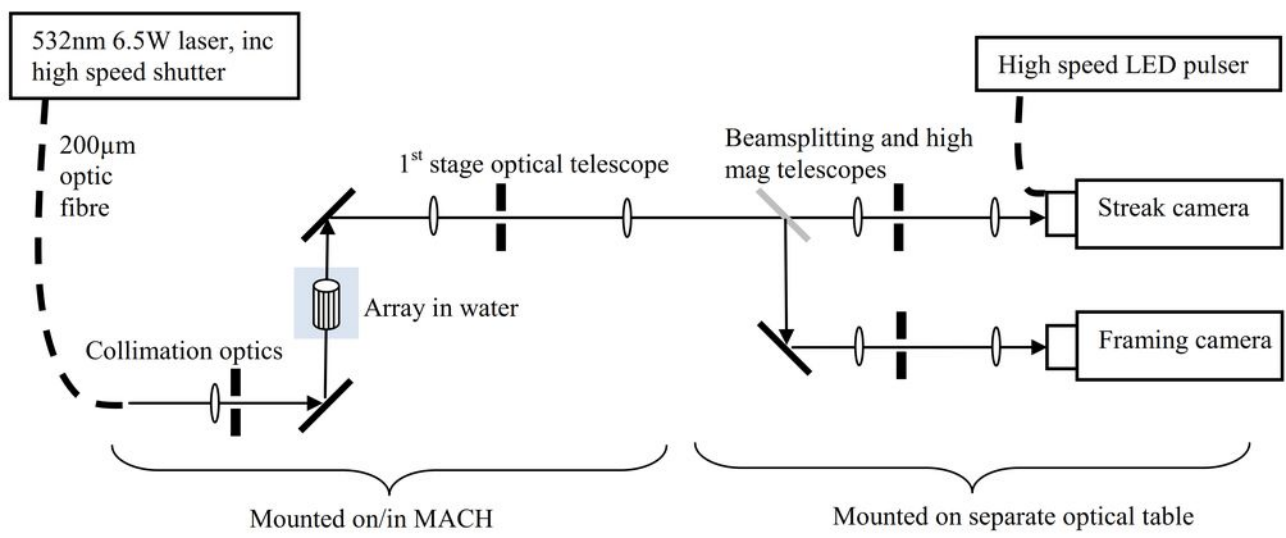 532nm 6.5W laser, inc
high speed shutter
High speed LED pulser
200µm
optic
fibre
Beamsplitting and high
mag telescopes
1st stage optical telescope
Streak camera
Array in water
Collimation optics
Framing camera
Mounted on/in MACH
Mounted on separate optical table